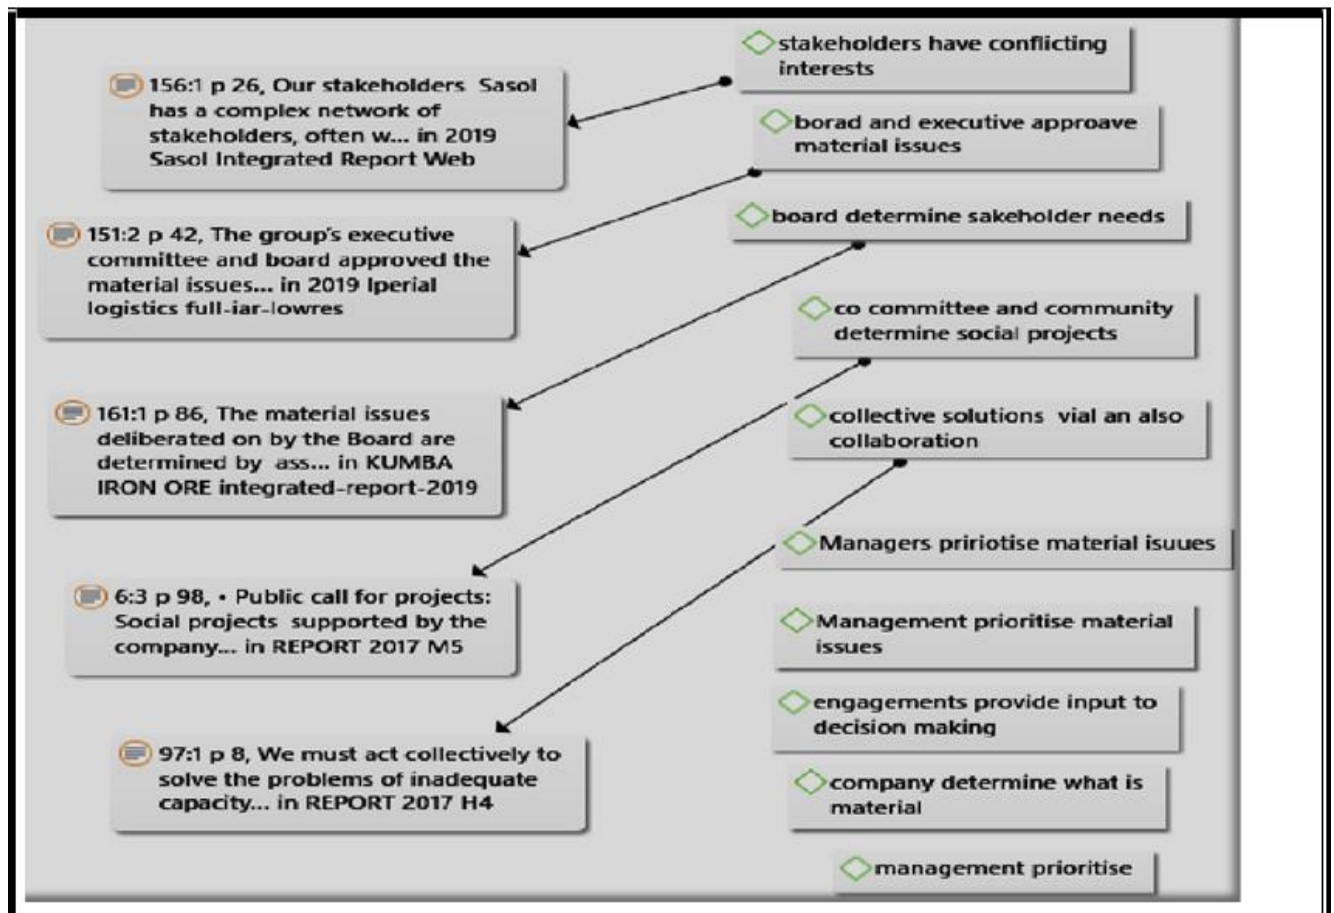 stakeholders have conflicting
interests
156:1 p 26, Our stakeholders Sasol
has a complex network of
stakeholders, often w... in 2019
Sasol Integrated Report Web
borad and executive approave
material issues
151:2 p 42, The group's executive
committee and board approved the
material issues... in 2019 Iperial
logistics full-iar-lowres
board determine sakeholder needs
co committee and community
determine social projects
161:1 p 86, The material issues
deliberated on by the Board are
determined by ass... in KUMBA
IRON ORE integrated-report-2019
collective solutions vial an also
collaboration
Managers pririotise material isuues
6:3 p 98, • Public call for projects:
Social projects supported by the
company... in REPORT 2017 M5
Management prioritise material
issues
engagements provide input to
decision making
97:1 p 8, We must act collectively to
solve the problems of inadequate
capacity... in REPORT 2017 H4
company determine what is
material
management prioritise